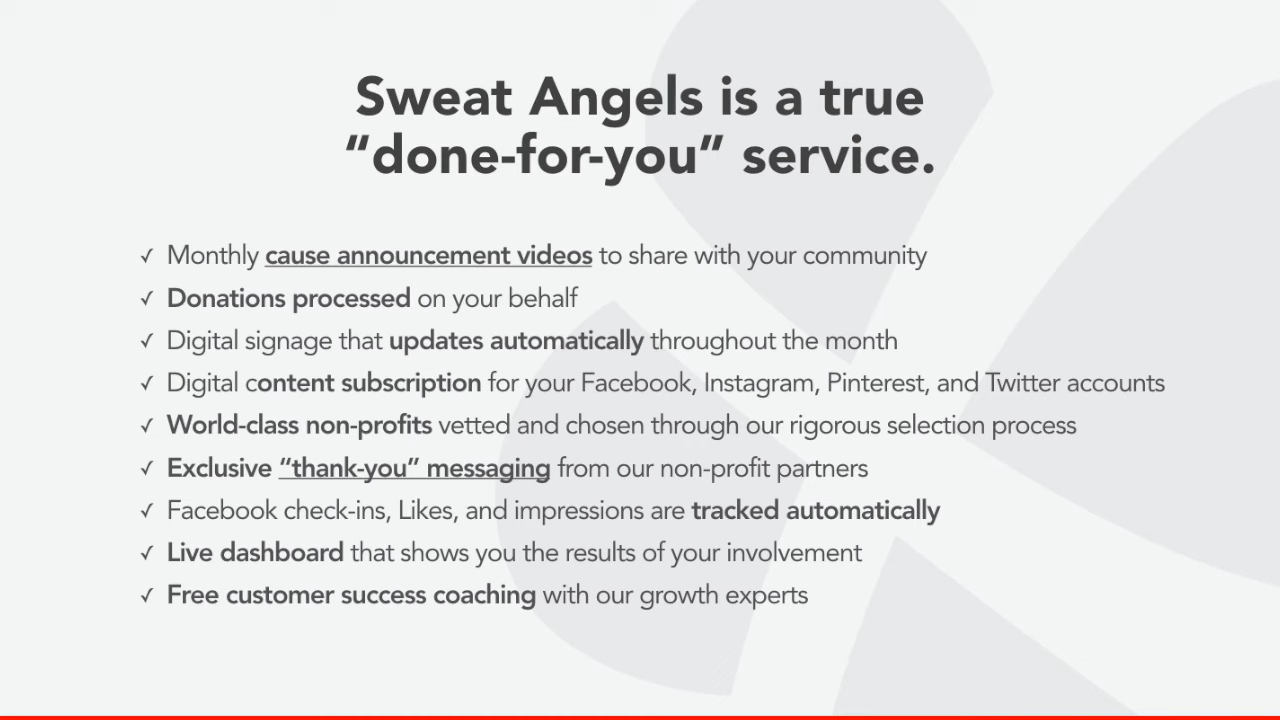 Sweat Angels is a true
“done-for-you” service.
✓ Monthly cause announcement videos to share with your community
✓ Donations processed on your behalf
✓ Digital signage that updates automatically throughout the month
✓ Digital content subscription for your Facebook, Instagram, Pinterest, and Twitter accounts
✓ World-class non-profits vetted and chosen through our rigorous selection process
✓ Exclusive “thank-you” messaging from our non-profit partners
✓ Facebook check-ins, Likes, and impressions are tracked automatically
✓ Live dashboard that shows you the results of your involvement
✓ Free customer success coaching with our growth experts